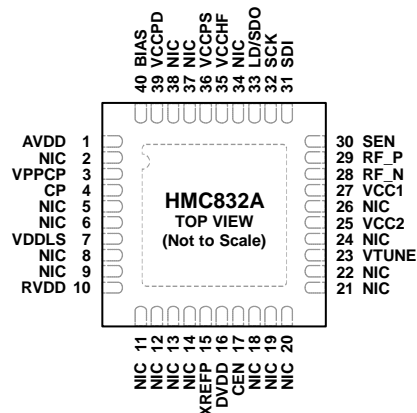 40 BIAS
39 VCCPD
38 NIC
37 NIC
36 VCCPS
35 VCCHF
34 NIC
33 LD/SDO
32 SCK
31 SDI
AVDD 1
NIC 2
VPPCP 3
CP 4
NIC 5
NIC 6
VDDLS 7
NIC 8
NIC 9
RVDD 10
HMC832A
TOP VIEW
(Not to Scale)
30 SEN
29 RF_P
28 RF_N
27 VCC1
26 NIC
25 VCC2
24 NIC
23 VTUNE
22 NIC
21 NIC
NIC 11
NIC 12
NIC 13
NIC 14
XREFP 15
DVDD 16
CEN 17
NIC 18
NIC 19
NIC 20